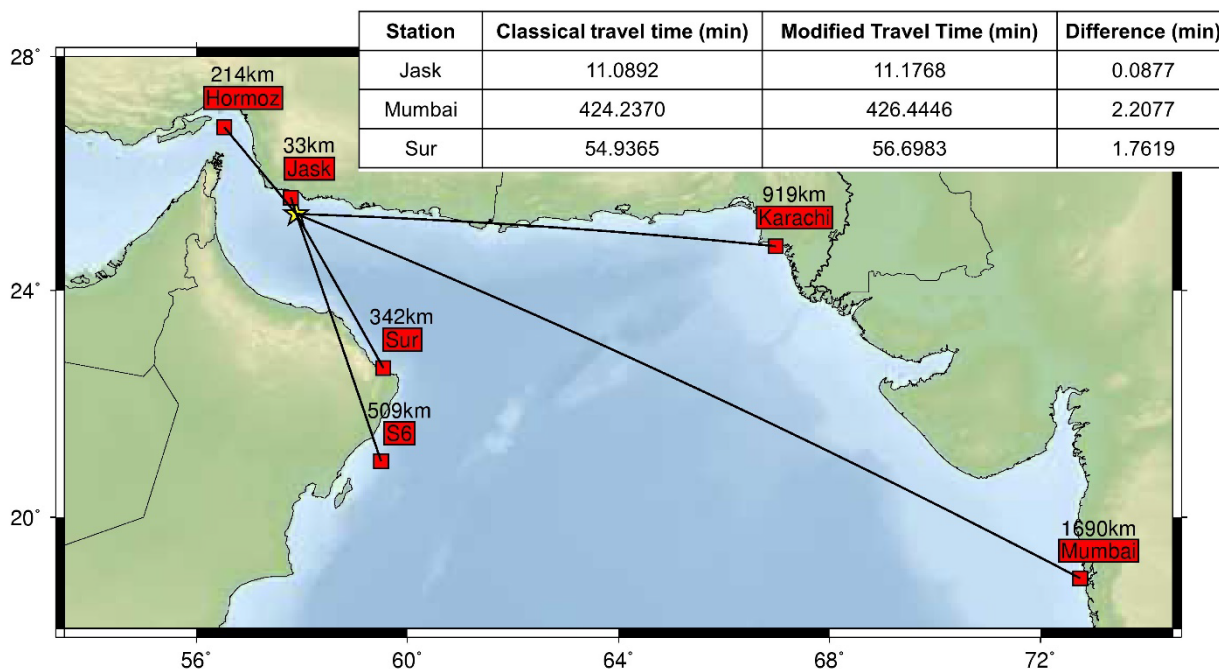 Station Classical travel time (min) Modified Travel Time (min) Difference (min)
Jask 11.0892 11.1768 0.0877
Mumbai 424.2370 426.4446 2.2077
Sur 54.9365 56.6983 1.7619
28°
214km
Hormoz
33km
Jask
919km
Karachi
24°
342km
Sur
509km
S6
20°
1690km
Mumbai
56° 60° 64° 68° 72°